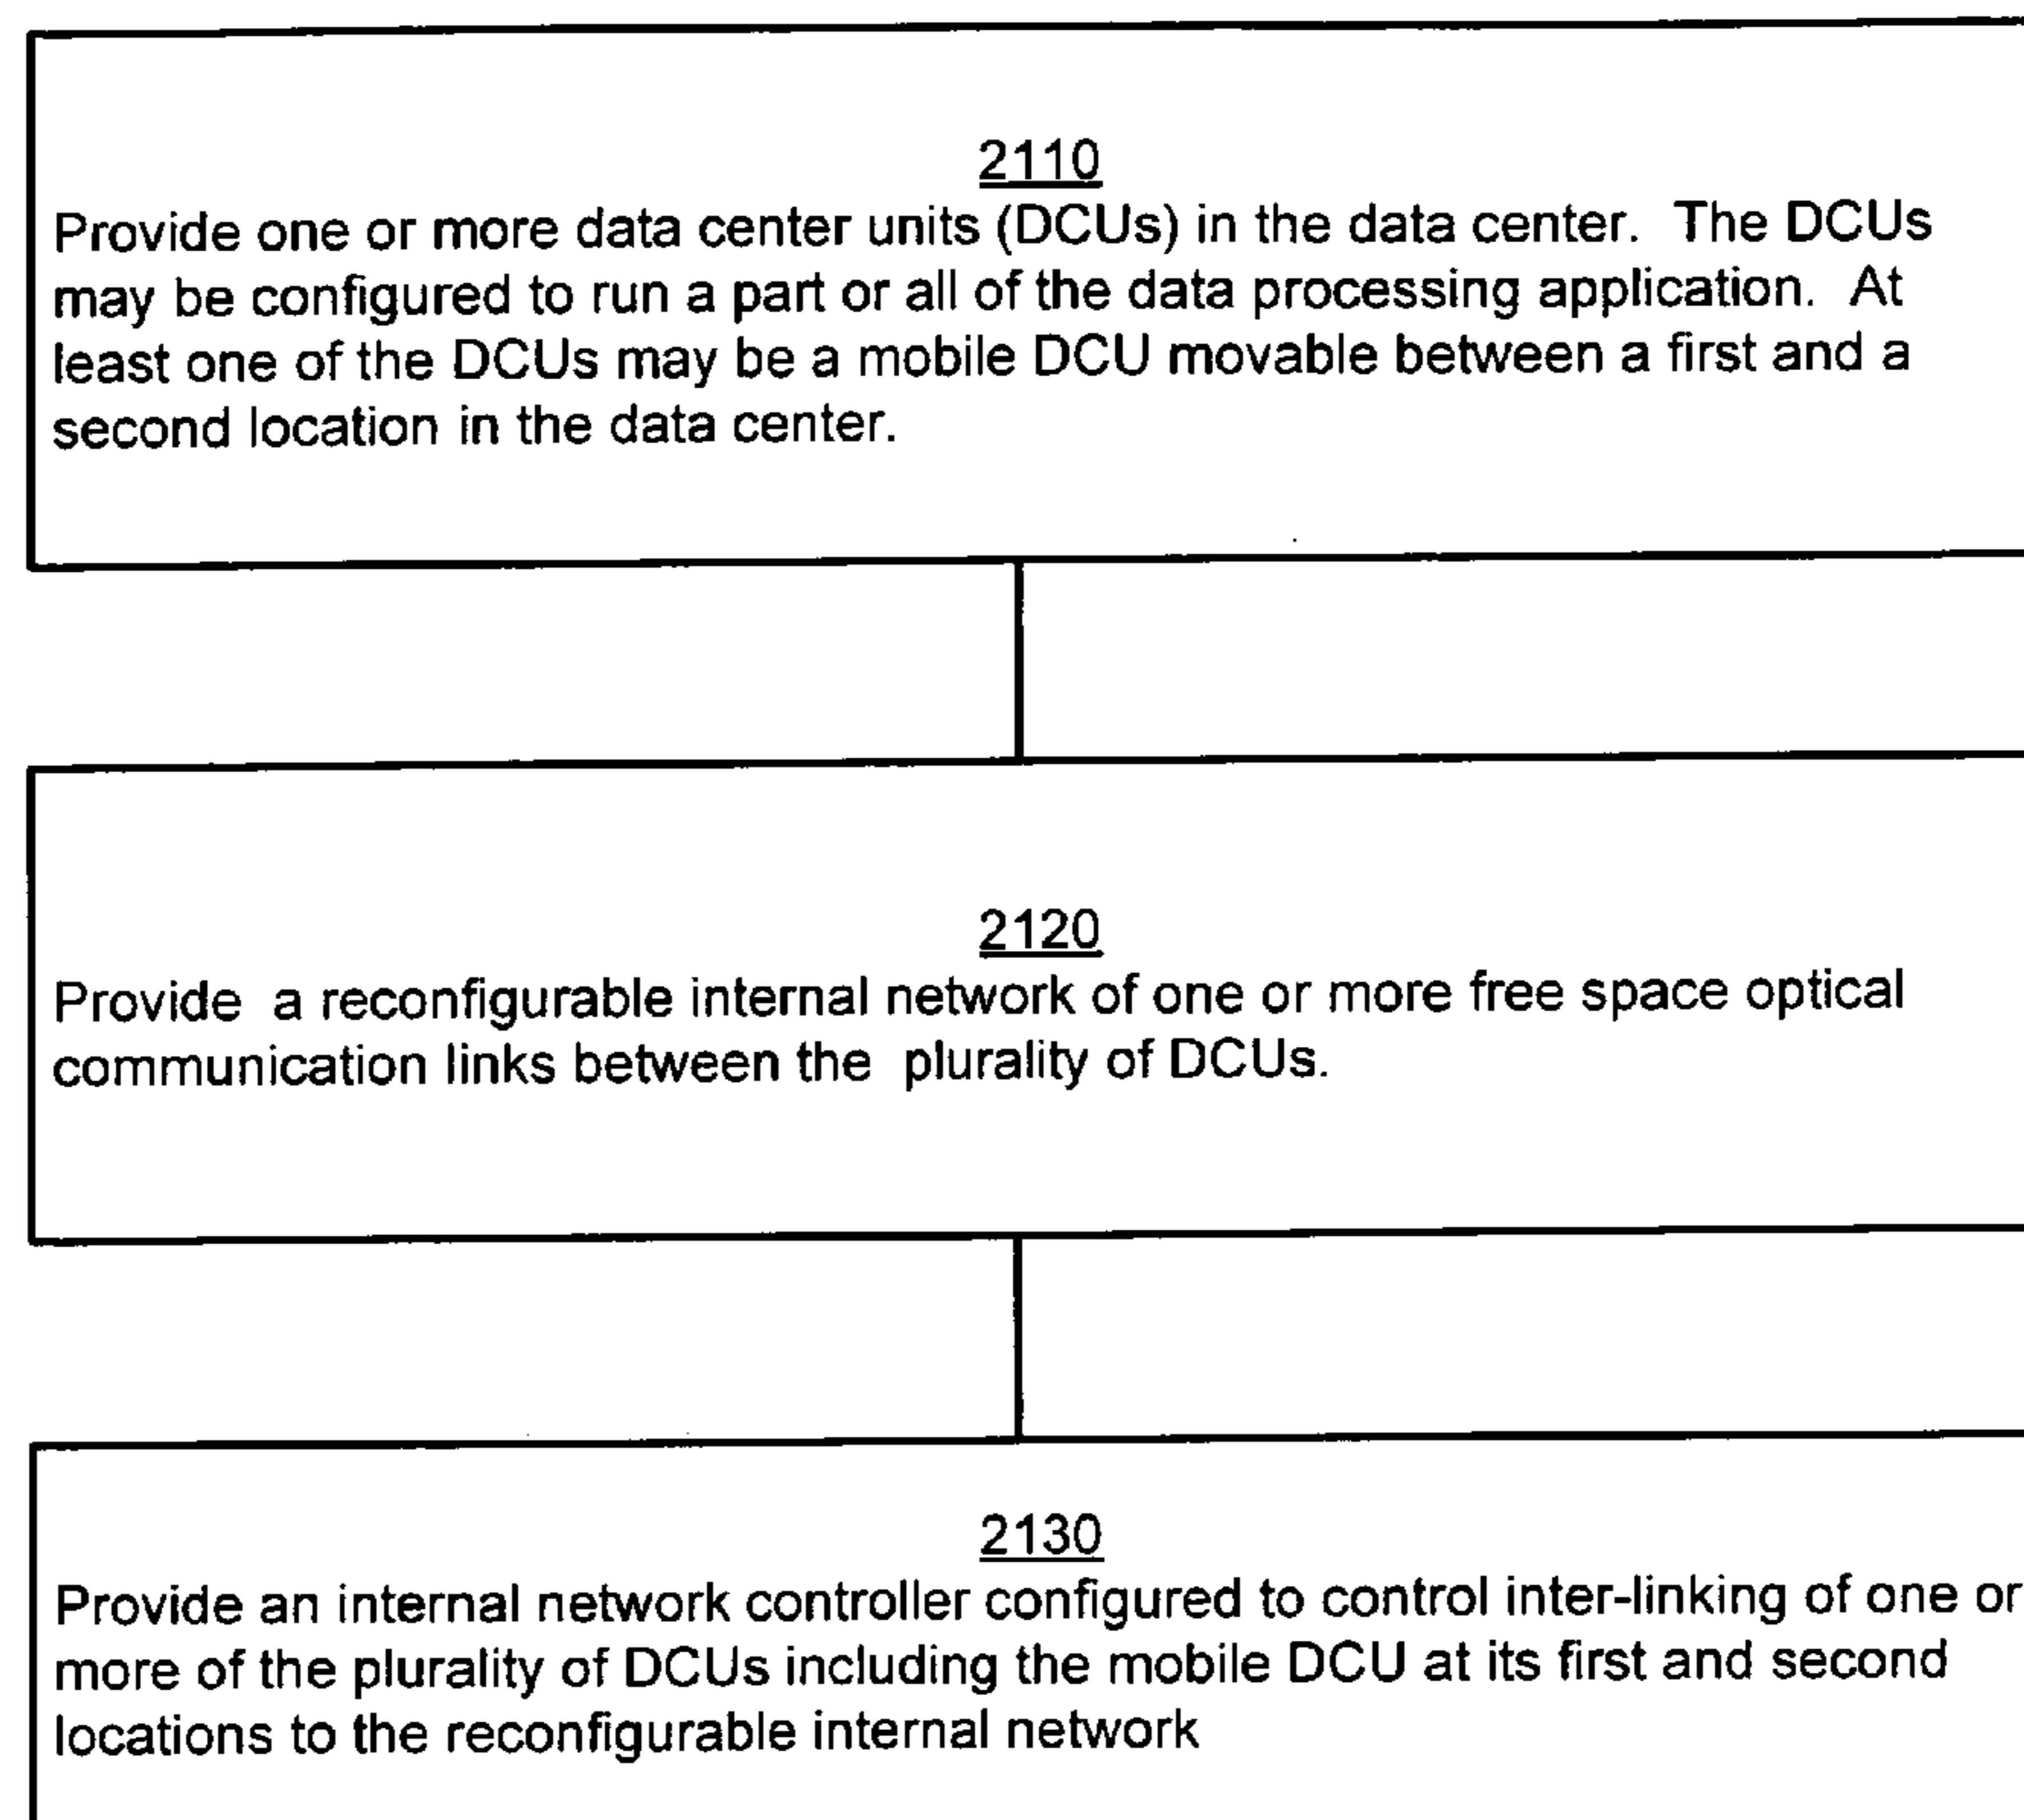 2110
Provide one or more data center units (DCUs) in the data center. The DCUs
may be configured to run a part or all of the data processing application. At
least one of the DCUs may be a mobile DCU movable between a first and a
second location in the data center.
2120
Provide a reconfigurable internal network of one or more free space optical
communication links between the plurality of DCUs.
2130
Provide an internal network controller configured to control inter-linking of one or
more of the plurality of DCUs including the mobile DCU at its first and second
locations to the reconfigurable internal network